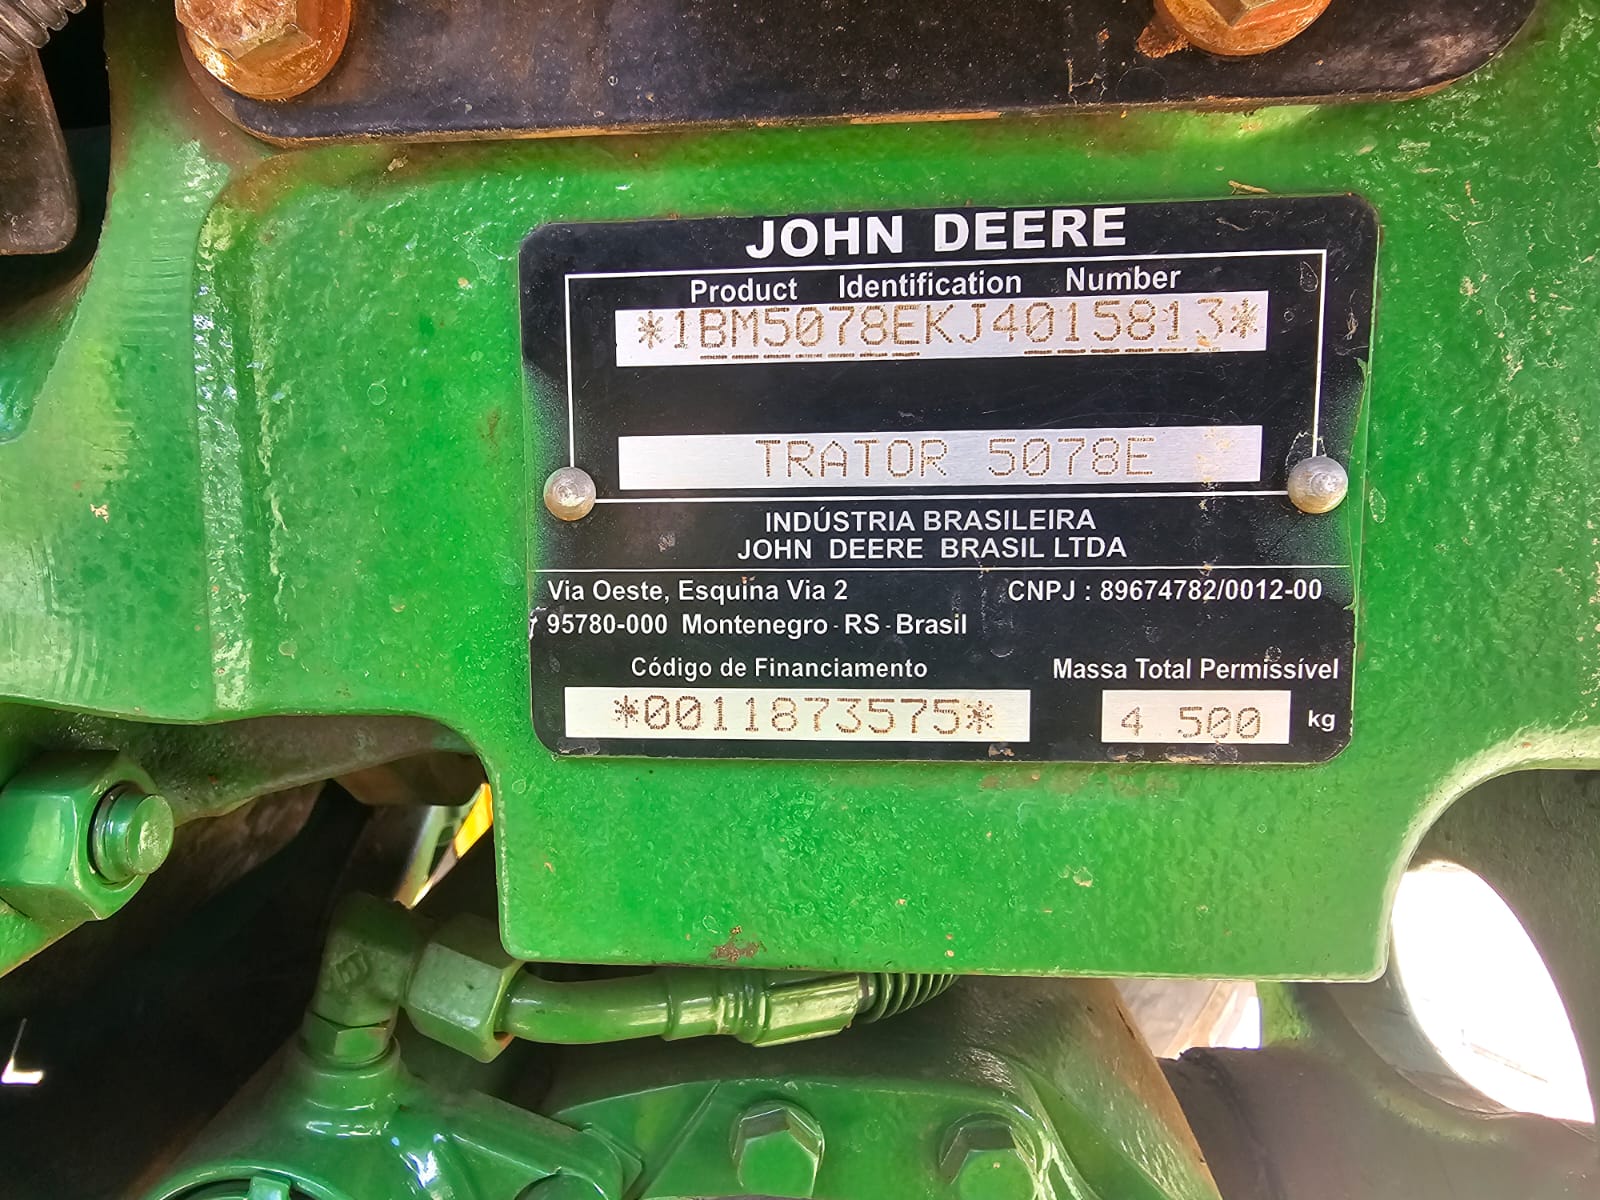 JOHN DEERE
Product Identification Number
*1BM5078EKJ4015813*
TRATOR 5078E
INDÚSTRIA BRASILEIRA
JOHN DEERE BRASIL LTDA
Via Oeste, Esquina Via 2 CNPJ : 89674782/0012-00
95780-000 Montenegro - RS - Brasil
Código de Financiamento Massa Total Permissível
*0011873575* 4 500 kg